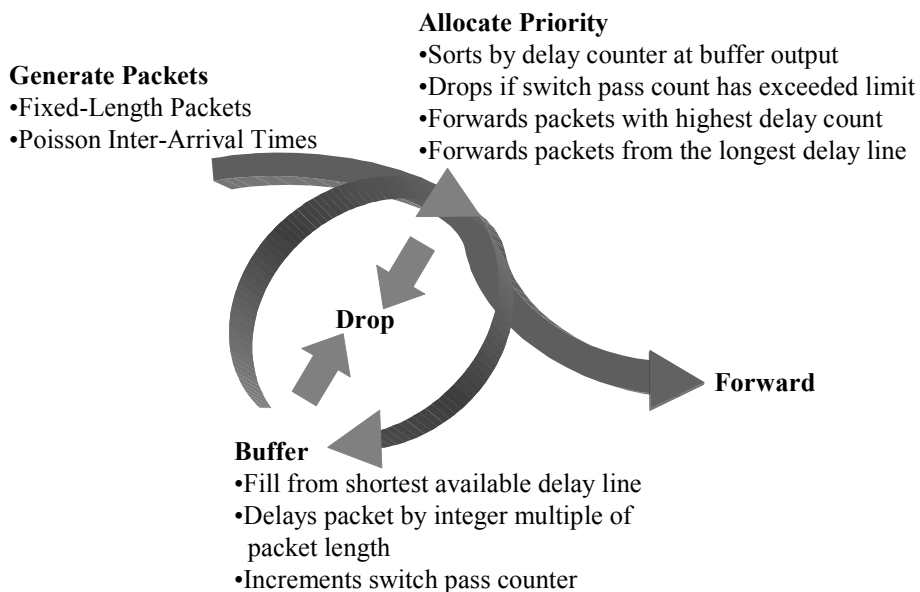 Generate Packets
•Fixed-Length Packets
•Poisson Inter-Arrival Times
Allocate Priority
•Sorts by delay counter at buffer output
•Drops if switch pass count has exceeded limit
•Forwards packets with highest delay count
•Forwards packets from the longest delay line
Drop
Forward
Buffer
•Fill from shortest available delay line
•Delays packet by integer multiple of
packet length
•Increments switch pass counter